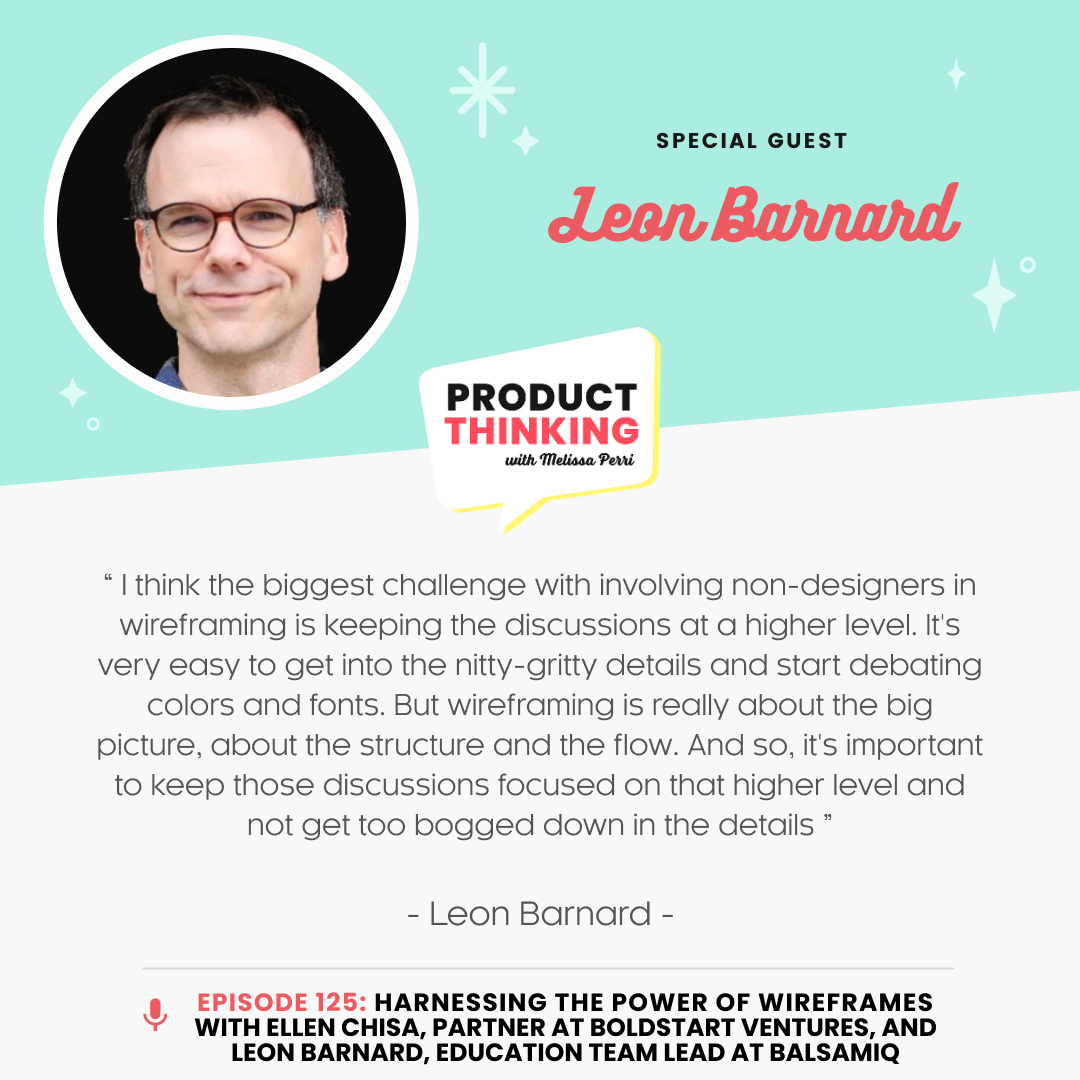 SPECIAL GUEST
Leon Barnard
PRODUCT
THINKING
with Melissa Perri
“ I think the biggest challenge with involving non-designers in
wireframing is keeping the discussions at a higher level. It's
very easy to get into the nitty-gritty details and start debating
colors and fonts. But wireframing is really about the big
picture, about the structure and the flow. And so, it's important
to keep those discussions focused on that higher level and
not get too bogged down in the details ”
- Leon Barnard -
EPISODE 125: HARNESSING THE POWER OF WIREFRAMES
WITH ELLEN CHISA, PARTNER AT BOLDSTART VENTURES, AND
LEON BARNARD, EDUCATION TEAM LEAD AT BALSAMIQ